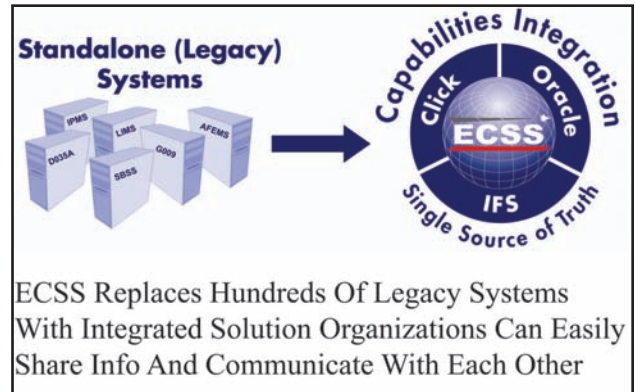 Standalone (Legacy)
Systems
IPMS
LIMS
AFEMS
D035A
G009
SBSS
Capabilities Integration
Click
Oracle
ECSS
IFS
Single Source of Truth
ECSS Replaces Hundreds Of Legacy Systems
With Integrated Solution Organizations Can Easily
Share Info And Communicate With Each Other